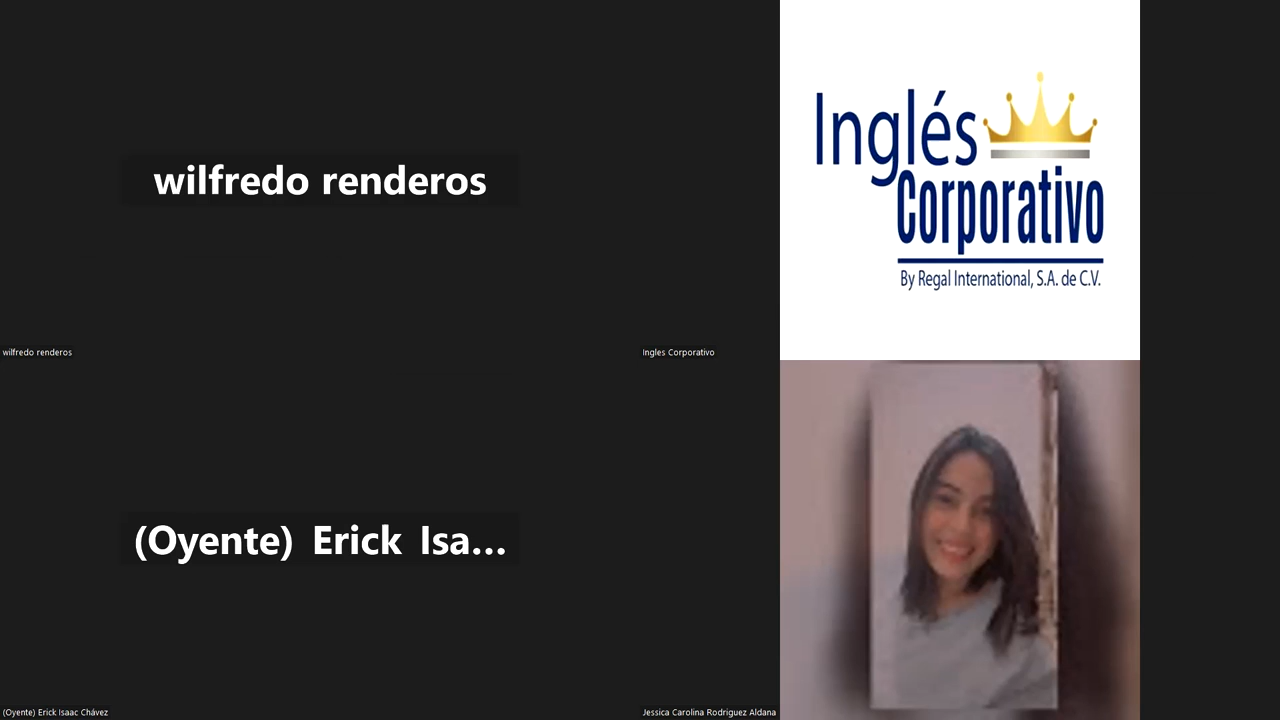 wilfredo renderos
Inglés
Corporativo
By Regal International, S.A. de C.V.
wilfredo renderos
Ingles Corporativo
(Oyente) Erick Isa...
(Oyente) Erick Isaac Chávez
Jessica Carolina Rodriguez Aldana